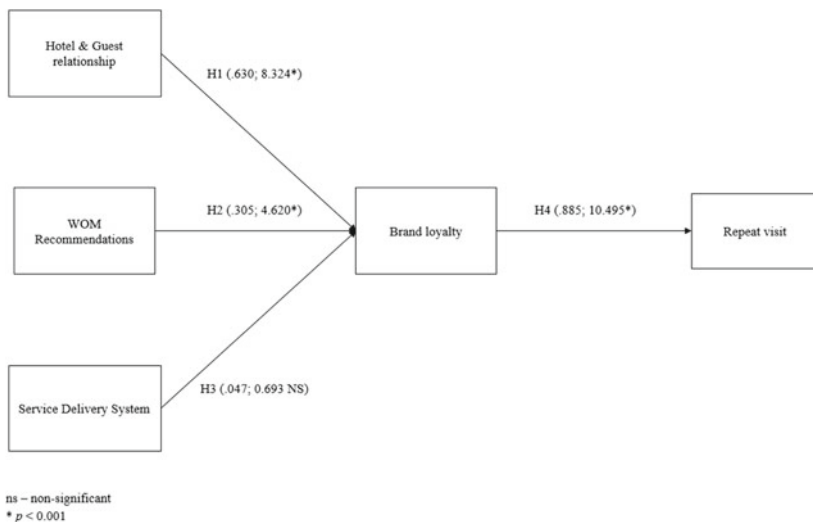 Hotel & Guest
relationship
H1 (.630; 8.324*)
WOM
Recommendations
H2 (.305; 4.620*)
Brand loyalty
H4 (.885; 10.495*)
Repeat visit
H3 (.047; 0.693 NS)
Service Delivery System
ns – non-significant
* p < 0.001